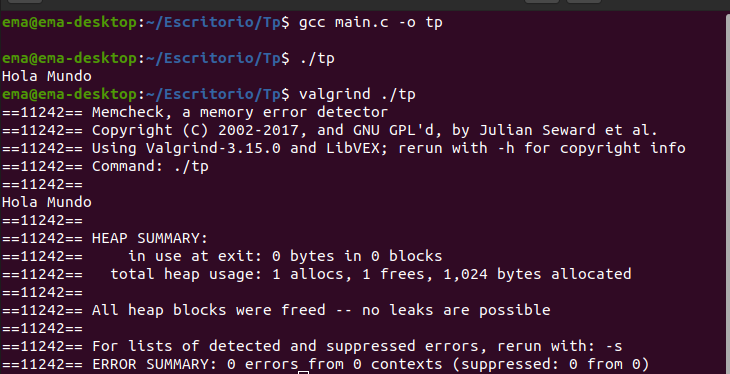 ema@ema-desktop:~/Escritorio/Tp$ gcc main.c -o tp
ema@ema-desktop:~/Escritorio/Tp$ ./tp
Hola Mundo
ema@ema-desktop:~/Escritorio/Tp$ valgrind ./tp
==11242== Memcheck, a memory error detector
==11242== Copyright (C) 2002-2017, and GNU GPL'd, by Julian Seward et al.
==11242== Using Valgrind-3.15.0 and LibVEX; rerun with -h for copyright info
==11242== Command: ./tp
==11242==
Hola Mundo
==11242==
==11242== HEAP SUMMARY:
==11242==     in use at exit: 0 bytes in 0 blocks
==11242==   total heap usage: 1 allocs, 1 frees, 1,024 bytes allocated
==11242==
==11242== All heap blocks were freed -- no leaks are possible
==11242==
==11242== For lists of detected and suppressed errors, rerun with: -s
==11242== ERROR SUMMARY: 0 errors from 0 contexts (suppressed: 0 from 0)